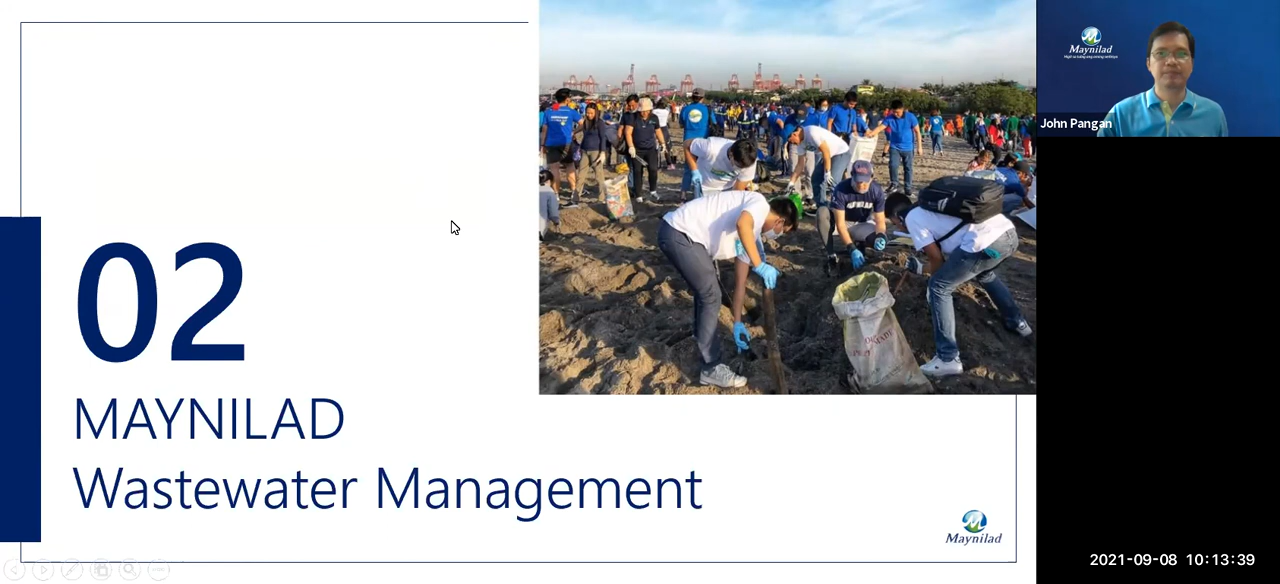 02
MAYNILAD
Wastewater Management
Maynilad
Maynilad
John Pangan
2021-09-08 10:13:39